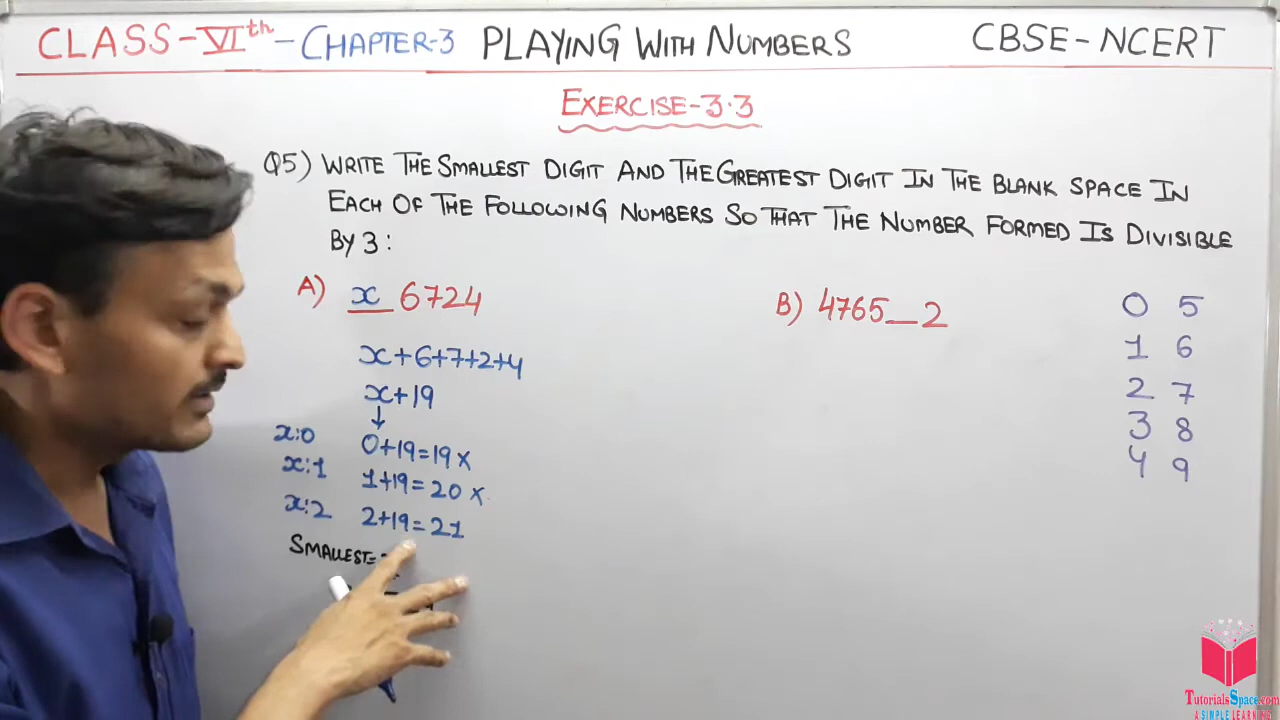 CLASS-VIth-CHAPTER-3 PLAYING WITH NUMBERS CBSE-NCERT
EXERCISE-3.3
Q5) WRITE THE SMALLEST DIGIT AND THE GREATEST DIGIT IN THE BLANK SPACE IN
EACH OF THE FOLLOWING NUMBERS SO THAT THE NUMBER FORMED IS DIVISIBLE
BY 3:
A) x 6724
x+6+7+2+4
x+19
x:0 0+19=19 x
x:1 1+19=20 x
x:2 2+19=21
SMALLEST=
B) 4765__2
0 5
1 6
2 7
3 8
4 9
TutorialsSpace.com
A SIMPLE LEARNING